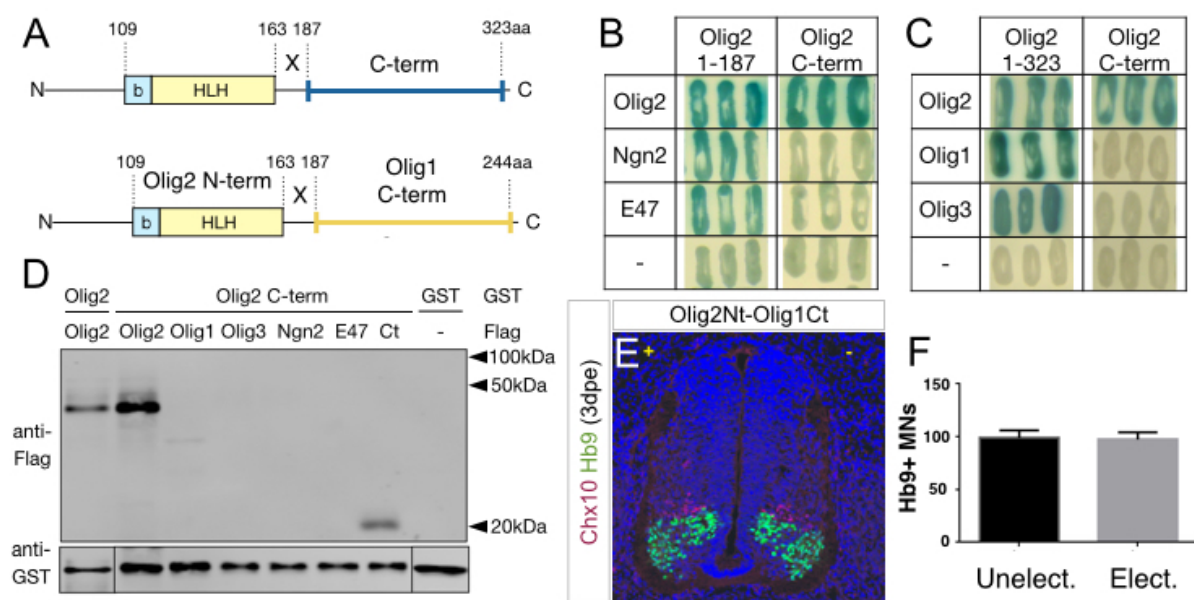 A
109
163
187
323aa
X
C-term
N
b
HLH
C
109
163
187
244aa
Olig2 N-term
X
Olig1
C-term
N
b
HLH
C
B
Olig2
1-187
Olig2
C-term
Olig2
Ngn2
E47
-
C
Olig2
1-323
Olig2
C-term
Olig2
Olig1
Olig3
-
D
Olig2
Olig2 C-term
GST
GST
Olig2
Olig2
Olig1
Olig3
Ngn2
E47
Ct
-
Flag
100kDa
50kDa
anti-
Flag
20kDa
anti-
GST
Olig2Nt-Olig1Ct
E
+
-
Chx10 Hb9 (3dpe)
F
Hb9+ MNs
150
100
50
0
Unelect.
Elect.